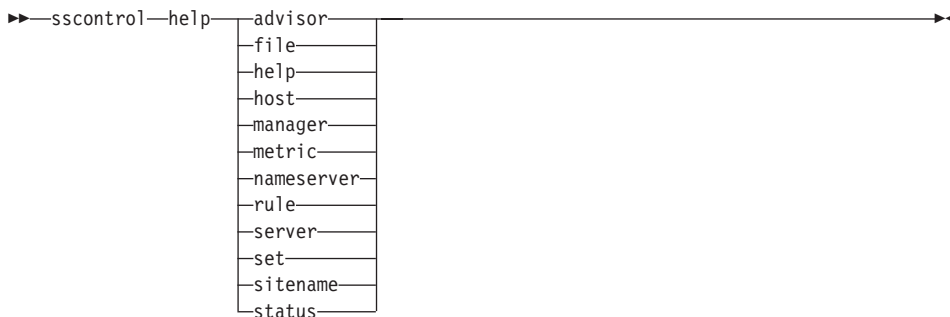 sscontrol help advisor
file
help
host
manager
metric
nameserver
rule
server
set
sitename
status